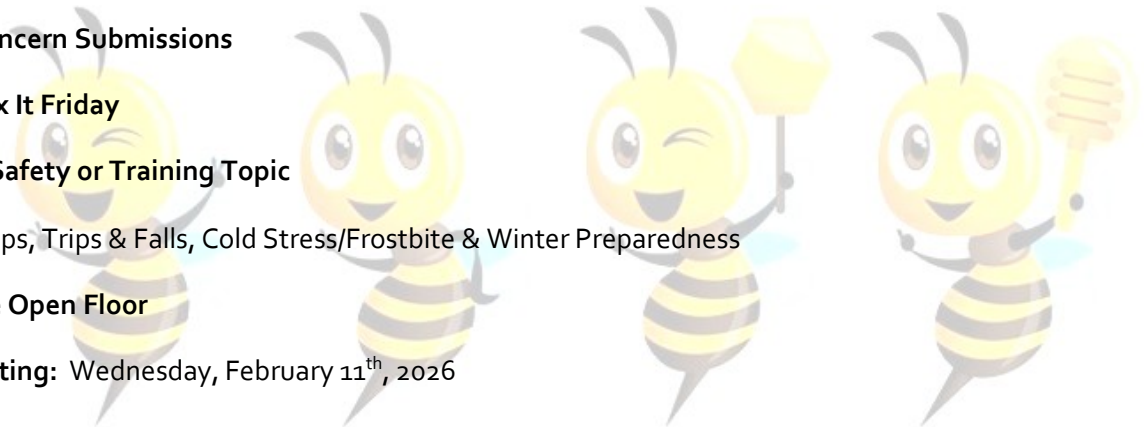 ncern Submissions
x It Friday
Safety or Training Topic
ps, Trips & Falls, Cold Stress/Frostbite & Winter Preparedness
Open Floor
ting: Wednesday, February 11th, 2026